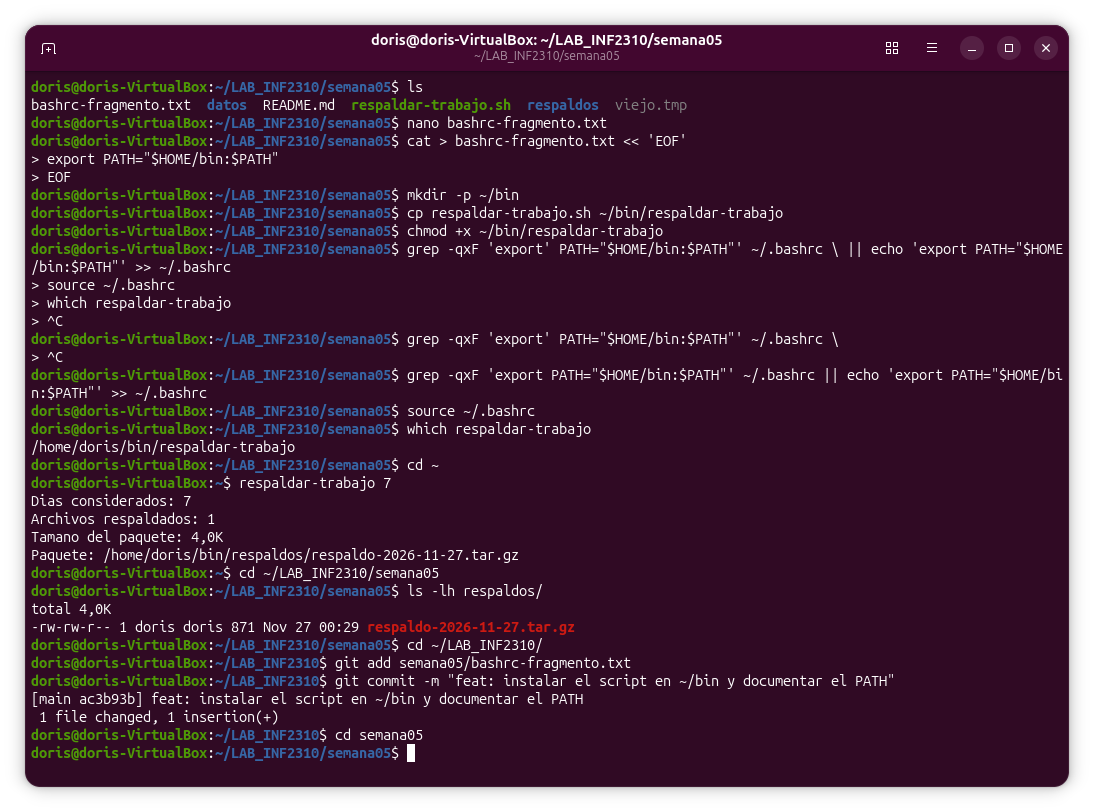 doris@doris-VirtualBox: ~/LAB_INF2310/semana05
~/LAB_INF2310/semana05
doris@doris-VirtualBox:~/LAB_INF2310/semana05$ ls
bashrc-fragmento.txt  datos  README.md  respaldar-trabajo.sh  respaldos  viejo.tmp
doris@doris-VirtualBox:~/LAB_INF2310/semana05$ nano bashrc-fragmento.txt
doris@doris-VirtualBox:~/LAB_INF2310/semana05$ cat > bashrc-fragmento.txt << 'EOF'
> export PATH="$HOME/bin:$PATH"
> EOF
doris@doris-VirtualBox:~/LAB_INF2310/semana05$ mkdir -p ~/bin
doris@doris-VirtualBox:~/LAB_INF2310/semana05$ cp respaldar-trabajo.sh ~/bin/respaldar-trabajo
doris@doris-VirtualBox:~/LAB_INF2310/semana05$ chmod +x ~/bin/respaldar-trabajo
doris@doris-VirtualBox:~/LAB_INF2310/semana05$ grep -qxF 'export' PATH="$HOME/bin:$PATH"' ~/.bashrc \ || echo 'export PATH="$HOME
/bin:$PATH"' >> ~/.bashrc
> source ~/.bashrc
> which respaldar-trabajo
> ^C
doris@doris-VirtualBox:~/LAB_INF2310/semana05$ grep -qxF 'export' PATH="$HOME/bin:$PATH"' ~/.bashrc \
> ^C
doris@doris-VirtualBox:~/LAB_INF2310/semana05$ grep -qxF 'export PATH="$HOME/bin:$PATH"' ~/.bashrc || echo 'export PATH="$HOME/bi
n:$PATH"' >> ~/.bashrc
doris@doris-VirtualBox:~/LAB_INF2310/semana05$ source ~/.bashrc
doris@doris-VirtualBox:~/LAB_INF2310/semana05$ which respaldar-trabajo
/home/doris/bin/respaldar-trabajo
doris@doris-VirtualBox:~/LAB_INF2310/semana05$ cd ~
doris@doris-VirtualBox:~$ respaldar-trabajo 7
Dias considerados: 7
Archivos respaldados: 1
Tamano del paquete: 4,0K
Paquete: /home/doris/bin/respaldos/respaldo-2026-11-27.tar.gz
doris@doris-VirtualBox:~$ cd ~/LAB_INF2310/semana05
doris@doris-VirtualBox:~/LAB_INF2310/semana05$ ls -lh respaldos/
total 4,0K
-rw-rw-r-- 1 doris doris 871 Nov 27 00:29 respaldo-2026-11-27.tar.gz
doris@doris-VirtualBox:~/LAB_INF2310/semana05$ cd ~/LAB_INF2310/
doris@doris-VirtualBox:~/LAB_INF2310$ git add semana05/bashrc-fragmento.txt
doris@doris-VirtualBox:~/LAB_INF2310$ git commit -m "feat: instalar el script en ~/bin y documentar el PATH"
[main ac3b93b] feat: instalar el script en ~/bin y documentar el PATH
 1 file changed, 1 insertion(+)
doris@doris-VirtualBox:~/LAB_INF2310$ cd semana05
doris@doris-VirtualBox:~/LAB_INF2310/semana05$